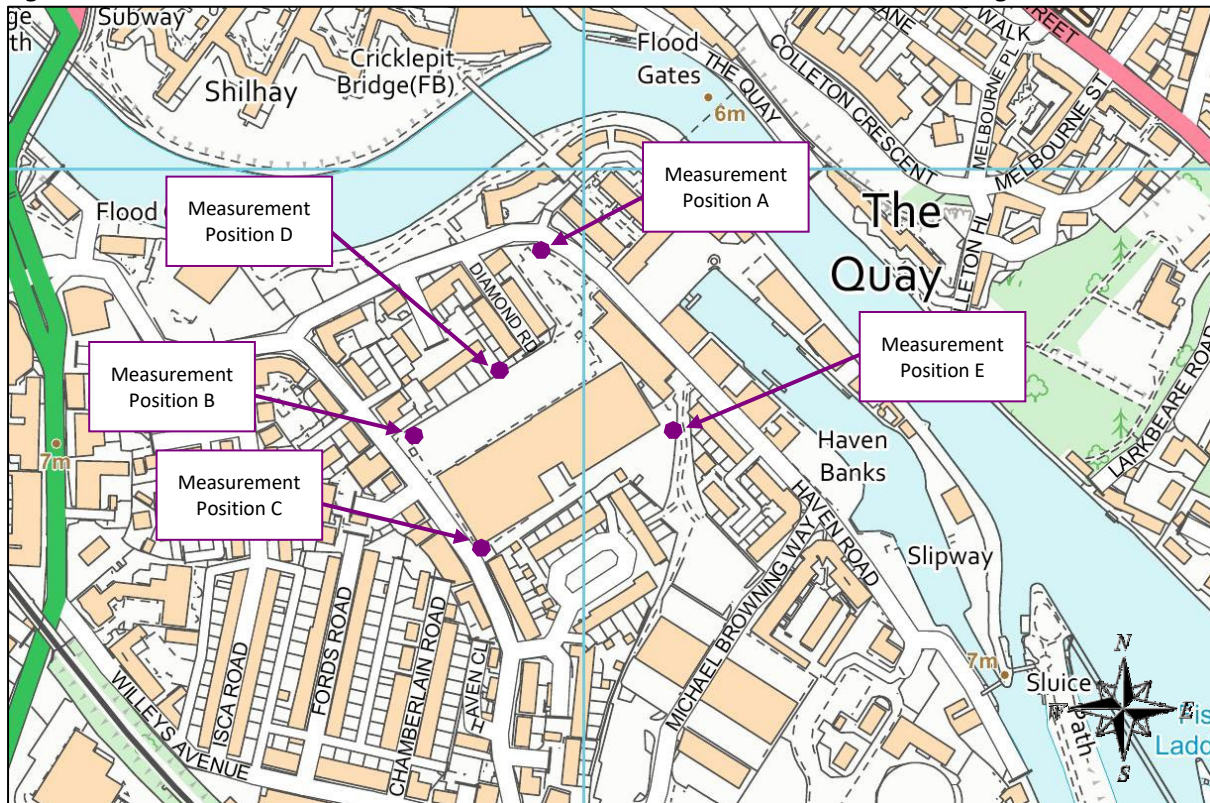 Subway
Cricklepit
Bridge(FB)
Shilhay
Flood
Gates
THE QUAY
6m
COLLETON CRESCENT
WALK
MELBOURNE PL
MELBOURNE ST
Measurement
Position A
Measurement
Position D
Flood
The
Quay
DIAMOND RD
Measurement
Position B
Measurement
Position E
7m
LARKBEARE ROAD
Measurement
Position C
Haven
Banks
HAVEN ROAD
MICHAEL BROWNING WAY
Slipway
7m
Sluice
Path
ISCA ROAD
FORDS ROAD
CHAMBERLAIN ROAD
WILLEYS AVENUE
N
W
E
S